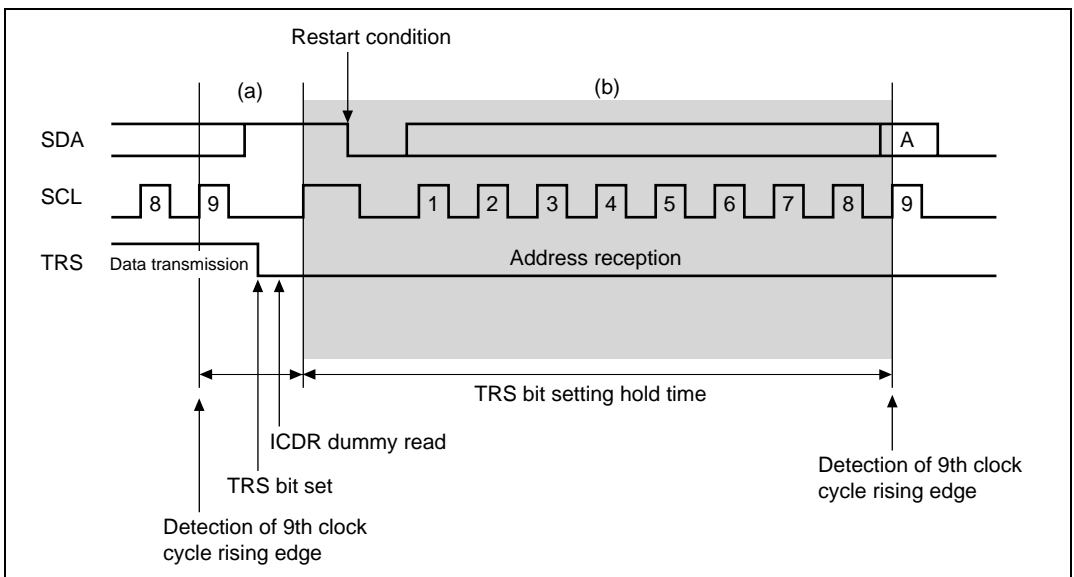 Restart condition
(a)
(b)
SDA
A
SCL
8
9
1
2
3
4
5
6
7
8
9
TRS
Data transmission
Address reception
TRS bit setting hold time
ICDR dummy read
TRS bit set
Detection of 9th clock
cycle rising edge
Detection of 9th clock
cycle rising edge